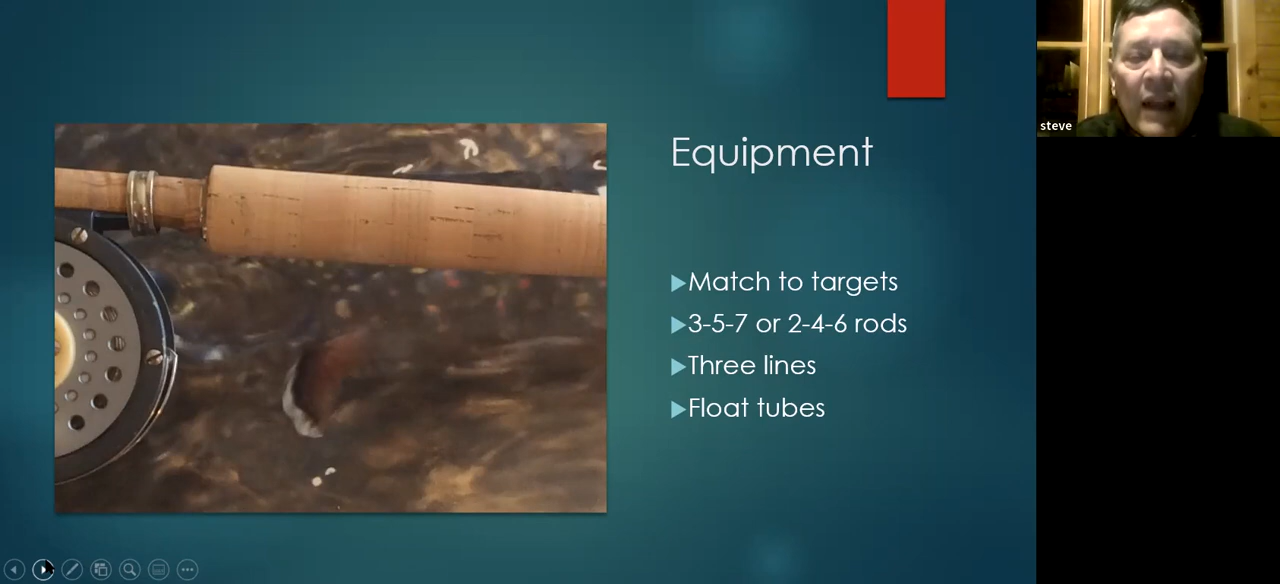 Equipment
Match to targets
3-5-7 or 2-4-6 rods
Three lines
Float tubes
steve